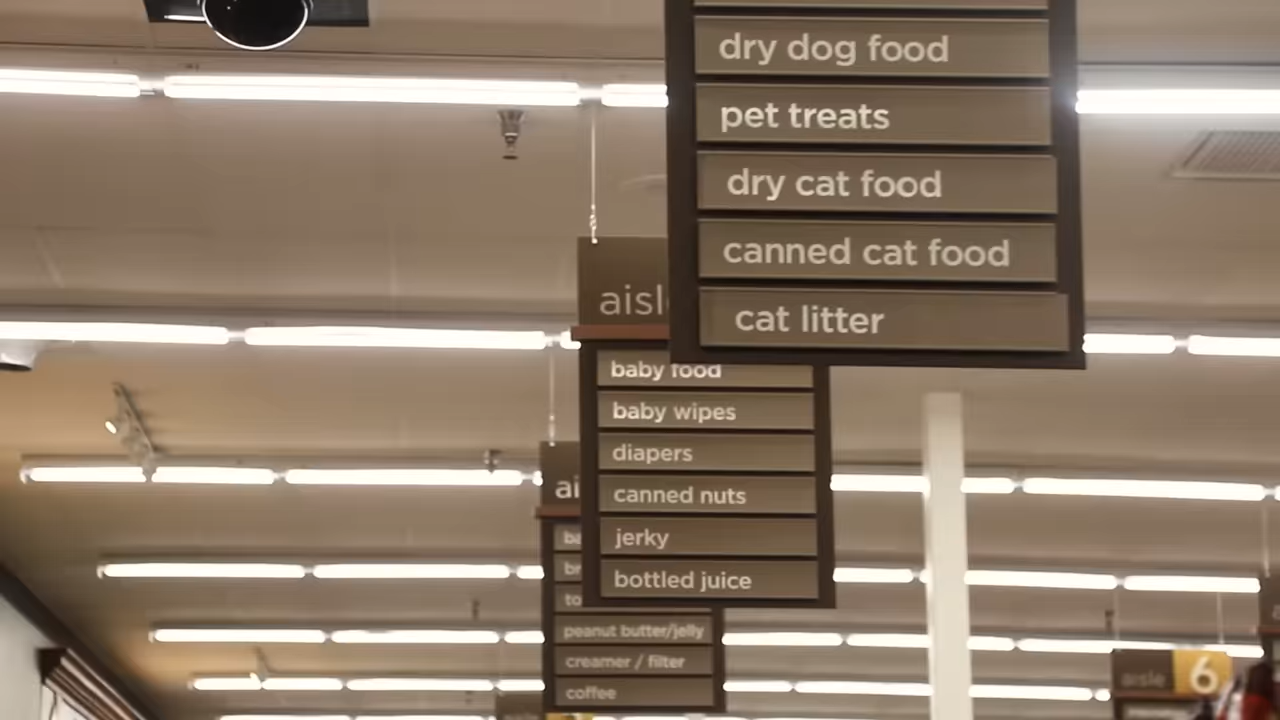 dry dog food
pet treats
dry cat food
canned cat food
cat litter
baby food
baby wipes
diapers
canned nuts
jerky
bottled juice
peanut butter/jelly
creamer / filter
coffee
aisle 6